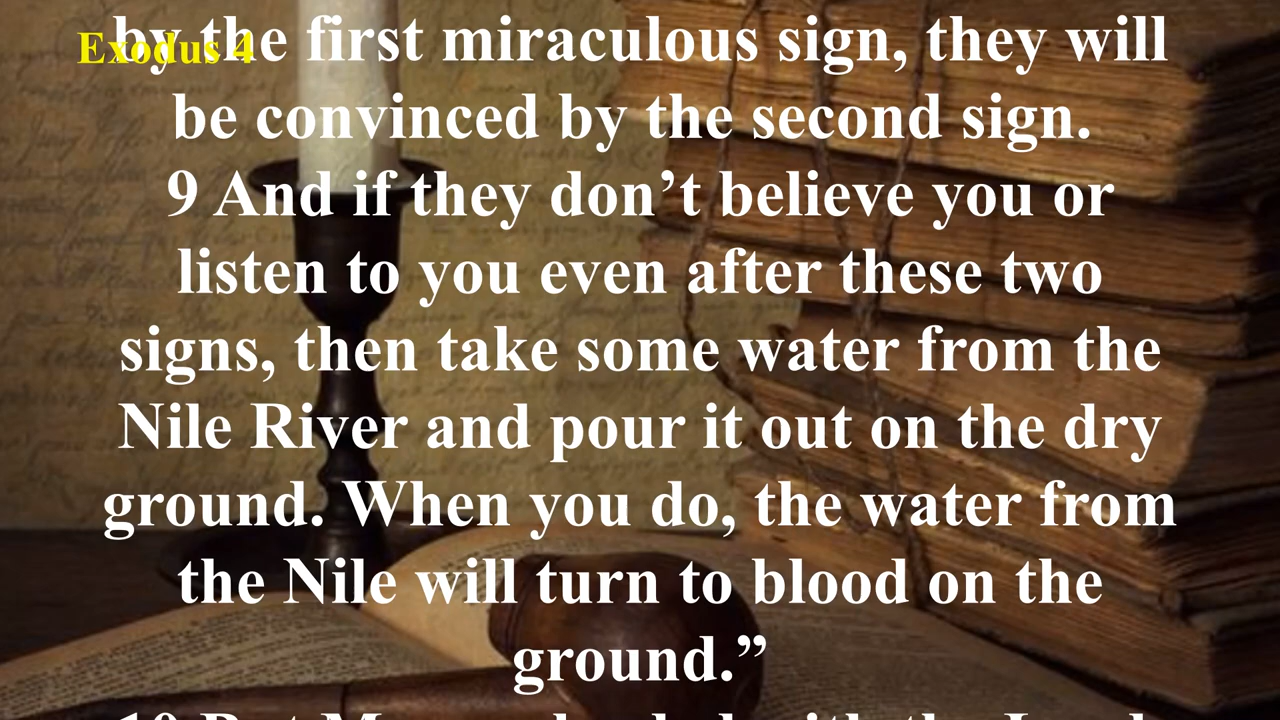 Exodus 4
by the first miraculous sign, they will
be convinced by the second sign.
9 And if they don’t believe you or
listen to you even after these two
signs, then take some water from the
Nile River and pour it out on the dry
ground. When you do, the water from
the Nile will turn to blood on the
ground.”